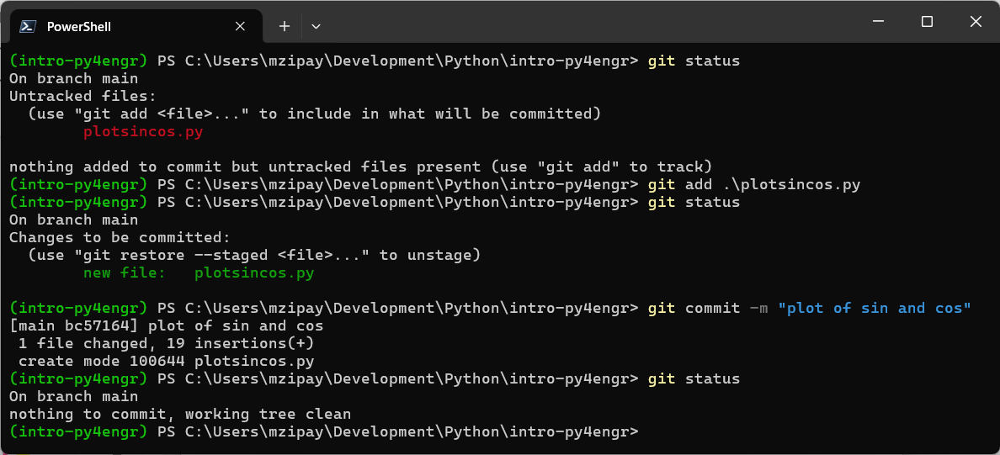 PowerShell
(intro-py4engr) PS C:\Users\mzipay\Development\Python\intro-py4engr> git status
On branch main
Untracked files:
  (use "git add <file>..." to include in what will be committed)
        plotsincos.py

nothing added to commit but untracked files present (use "git add" to track)
(intro-py4engr) PS C:\Users\mzipay\Development\Python\intro-py4engr> git add .\plotsincos.py
(intro-py4engr) PS C:\Users\mzipay\Development\Python\intro-py4engr> git status
On branch main
Changes to be committed:
  (use "git restore --staged <file>..." to unstage)
        new file:   plotsincos.py

(intro-py4engr) PS C:\Users\mzipay\Development\Python\intro-py4engr> git commit -m "plot of sin and cos"
[main bc57164] plot of sin and cos
 1 file changed, 19 insertions(+)
 create mode 100644 plotsincos.py
(intro-py4engr) PS C:\Users\mzipay\Development\Python\intro-py4engr> git status
On branch main
nothing to commit, working tree clean
(intro-py4engr) PS C:\Users\mzipay\Development\Python\intro-py4engr>